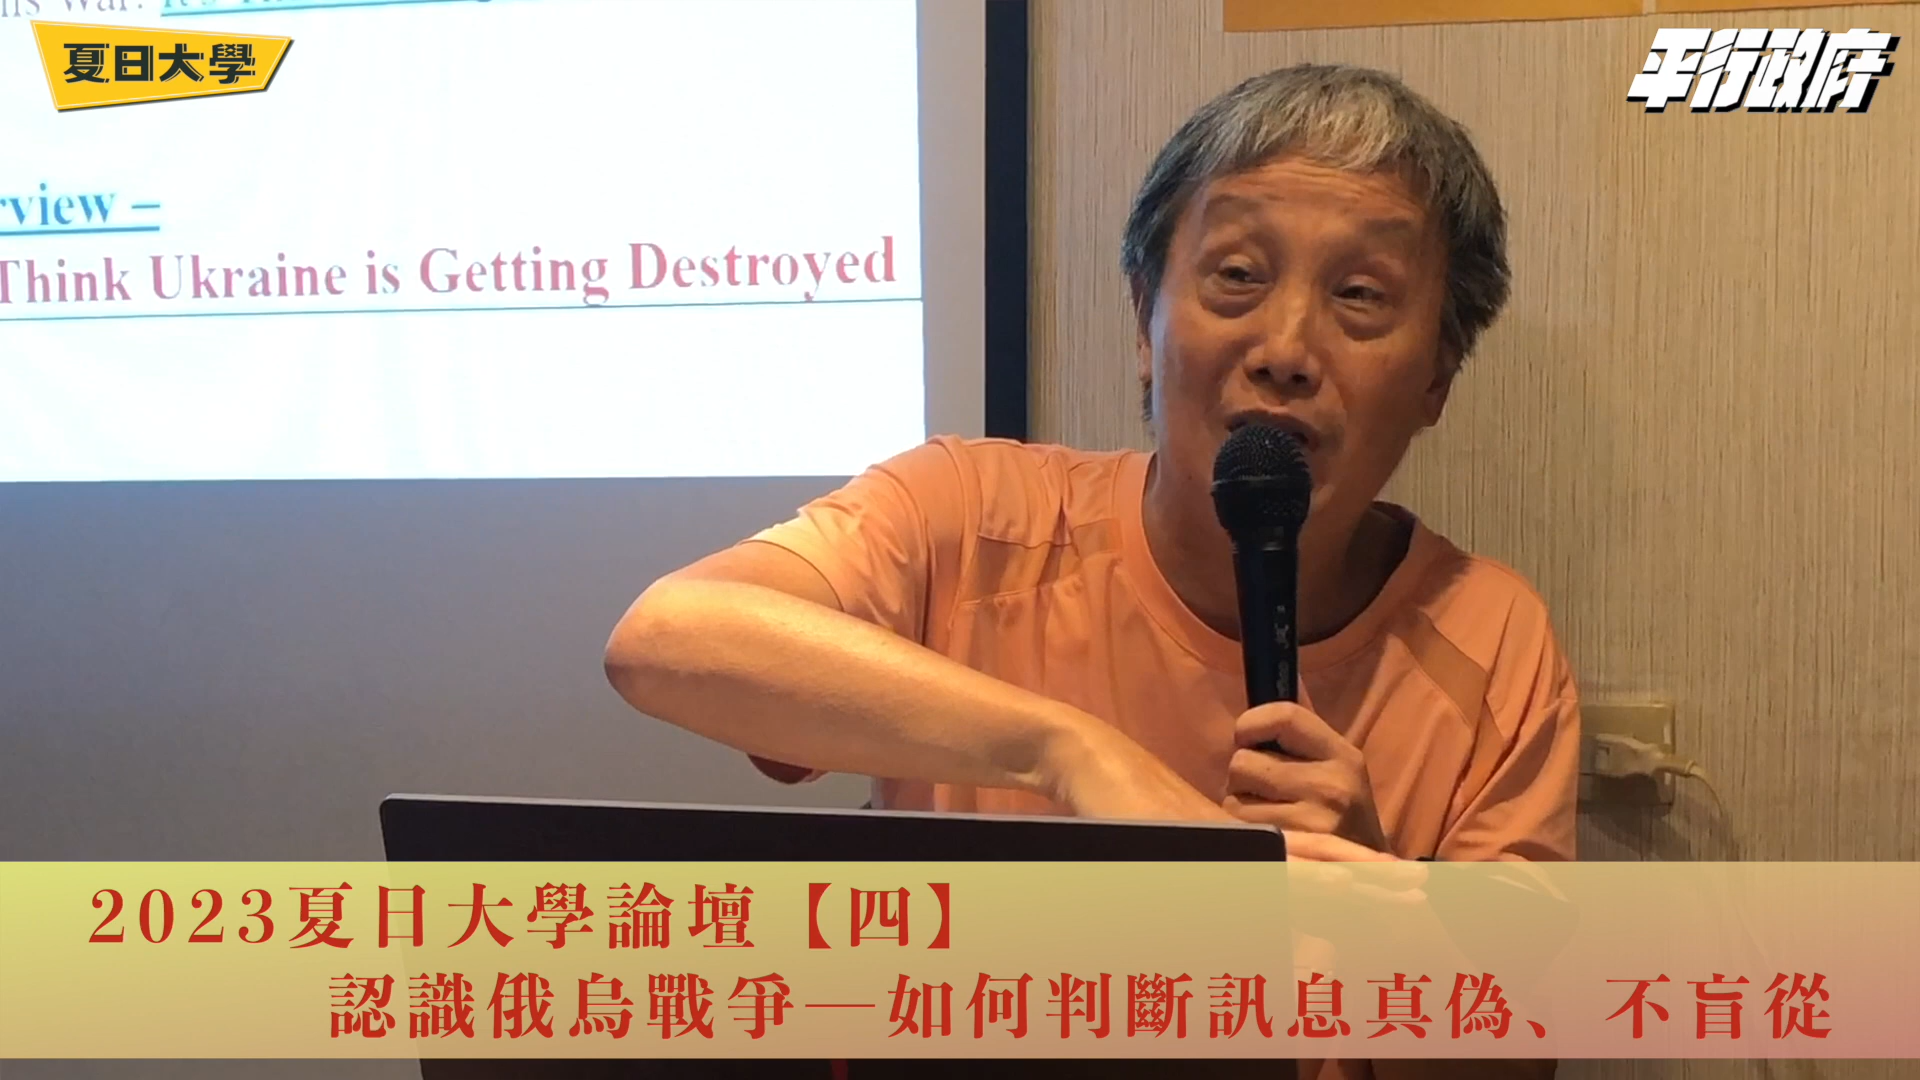 War:
夏日大學
平行政府
rview –
Think Ukraine is Getting Destroyed
2023夏日大學論壇【四】
認識俄烏戰爭—如何判斷訊息真偽、不盲從